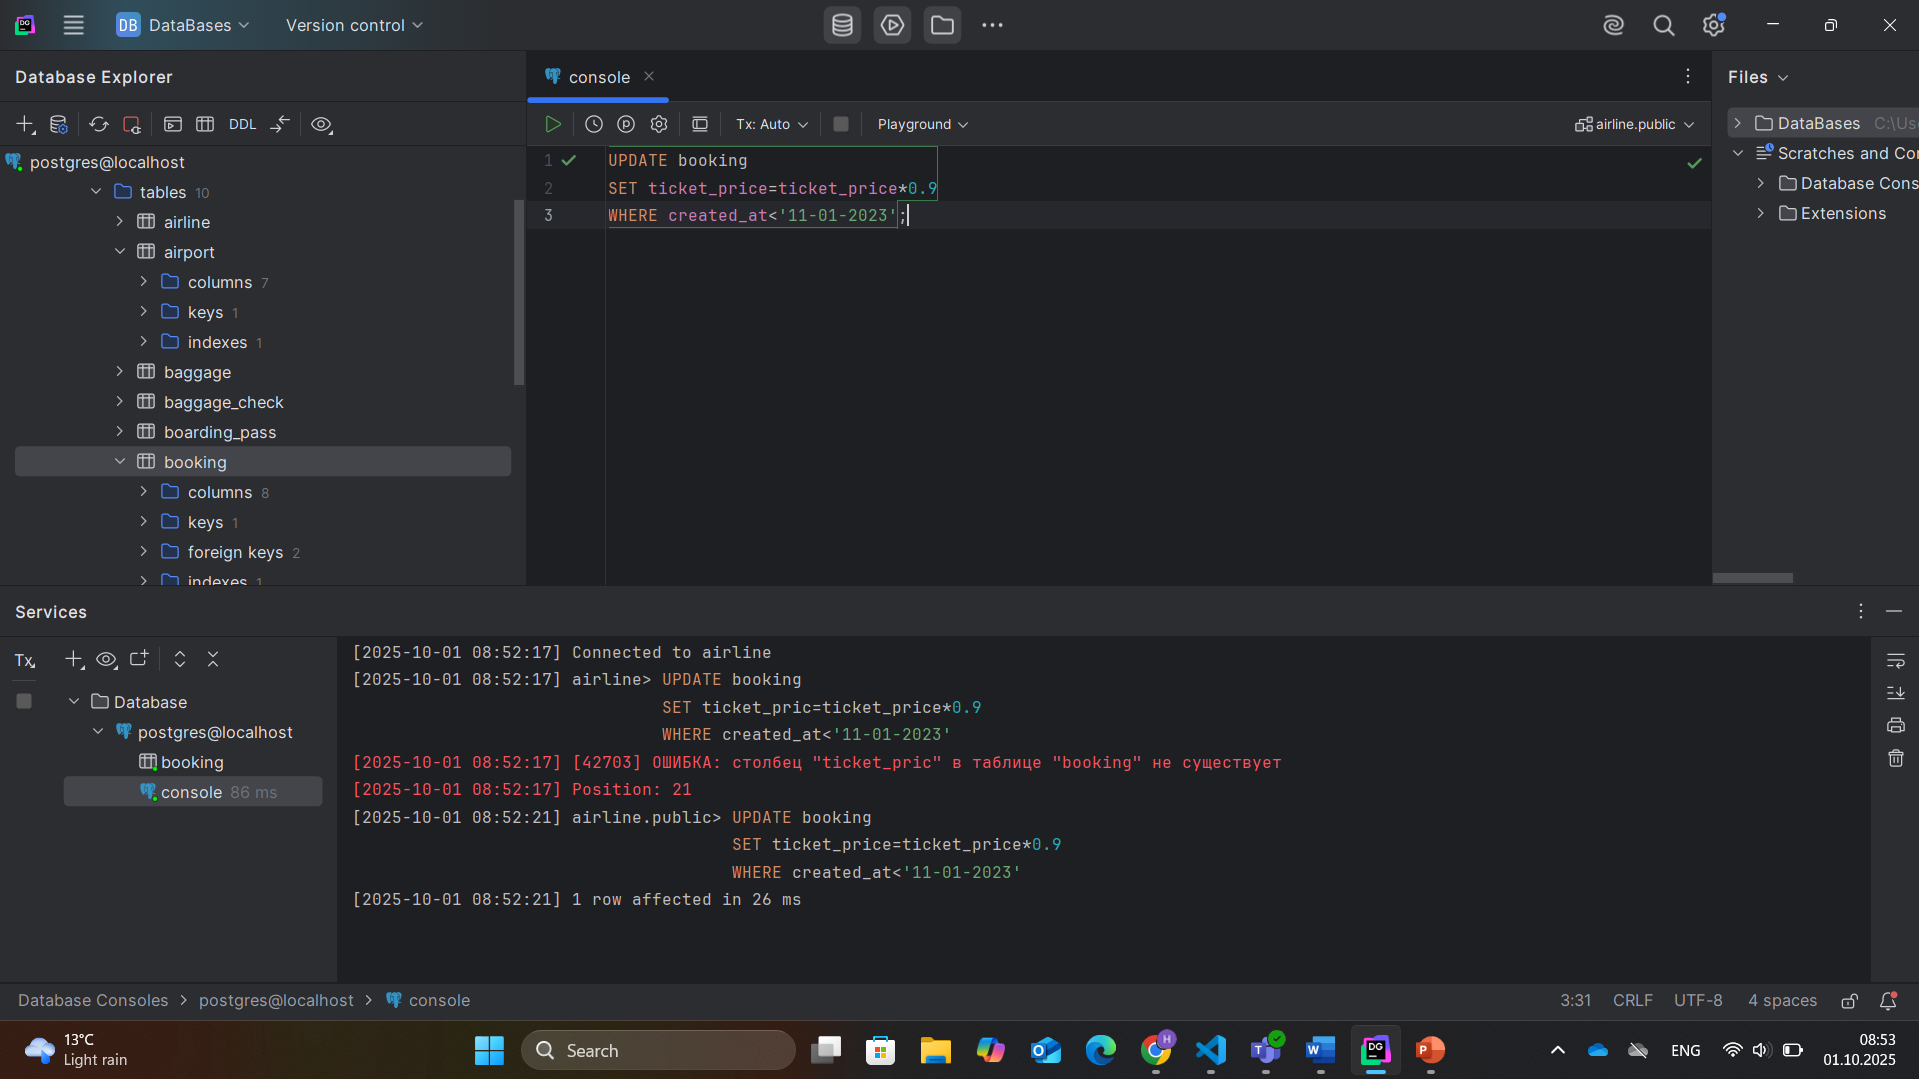 DB DataBases
Version control
Database Explorer
console
Files
DDL
Tx: Auto
Playground
airline.public
DataBases C:\Us
postgres@localhost
tables 10
airline
airport
columns 7
keys 1
indexes 1
baggage
baggage_check
boarding_pass
booking
columns 8
keys 1
foreign keys 2
indexes 1
1 UPDATE booking
2 SET ticket_price=ticket_price*0.9
3 WHERE created_at<'11-01-2023';
Scratches and Co
Database Cons
Extensions
Services
Tx
Database
postgres@localhost
booking
console 86 ms
[2025-10-01 08:52:17] Connected to airline
[2025-10-01 08:52:17] airline> UPDATE booking
SET ticket_pric=ticket_price*0.9
WHERE created_at<'11-01-2023'
[2025-10-01 08:52:17] [42703] ОШИБКА: столбец "ticket_pric" в таблице "booking" не существует
[2025-10-01 08:52:17] Position: 21
[2025-10-01 08:52:21] airline.public> UPDATE booking
SET ticket_price=ticket_price*0.9
WHERE created_at<'11-01-2023'
[2025-10-01 08:52:21] 1 row affected in 26 ms
Database Consoles > postgres@localhost > console
3:31 CRLF UTF-8 4 spaces
13°C
Light rain
Search
ENG
08:53
01.10.2025